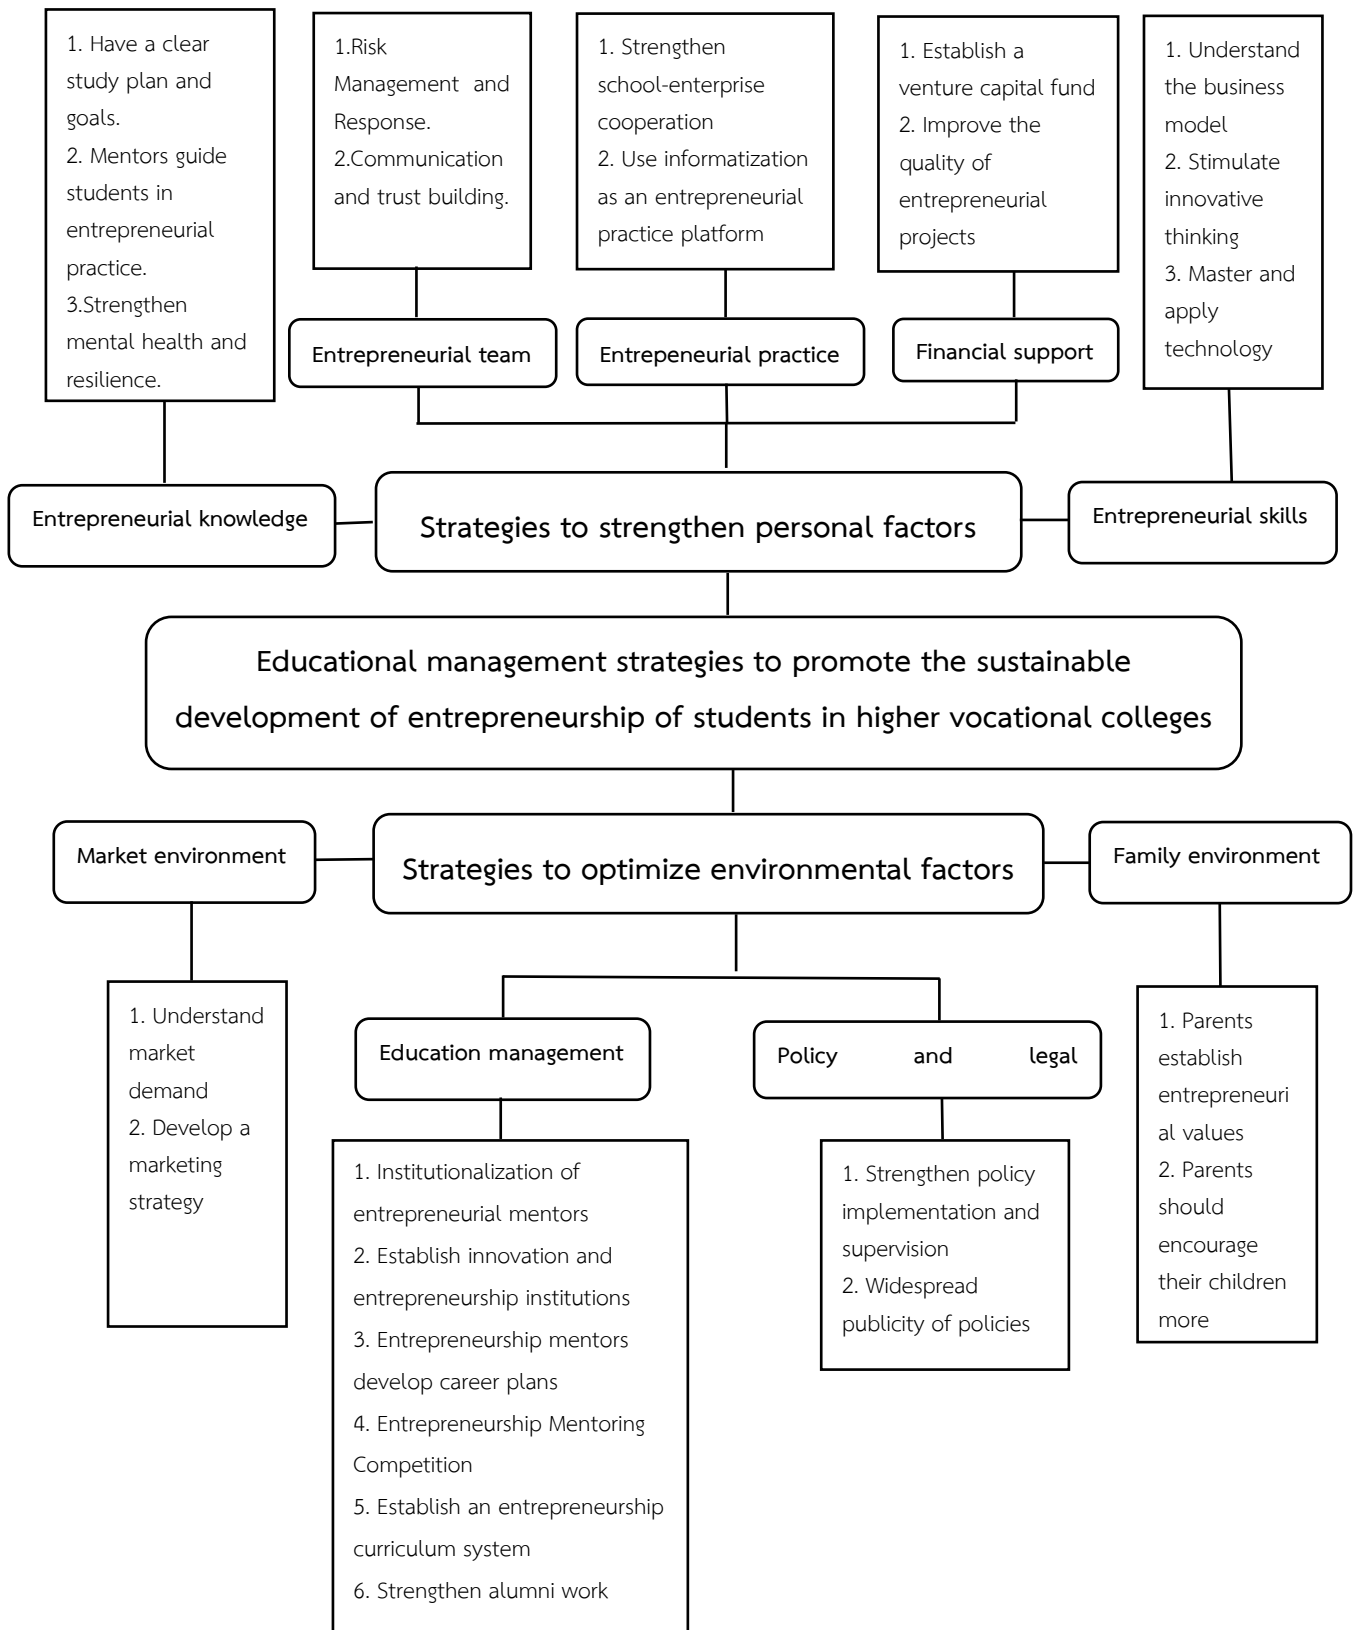 1. Have a clear
study plan and
goals.
2. Mentors guide
students in
entrepreneurial
practice.
3.Strengthen
mental health and
resilience.
1.Risk
Management and
Response.
2.Communication
and trust building.
1. Strengthen
school-enterprise
cooperation
2. Use informatization
as an entrepreneurial
practice platform
1. Establish a
venture capital fund
2. Improve the
quality of
entrepreneurial
projects
1. Understand
the business
model
2. Stimulate
innovative
thinking
3. Master and
apply
technology
Entrepreneurial team
Entrepeneurial practice
Financial support
Entrepreneurial knowledge
Strategies to strengthen personal factors
Entrepreneurial skills
Educational management strategies to promote the sustainable
development of entrepreneurship of students in higher vocational colleges
Market environment
Strategies to optimize environmental factors
Family environment
1. Understand
market
demand
2. Develop a
marketing
strategy
Education management
Policy and legal
1. Institutionalization of
entrepreneurial mentors
2. Establish innovation and
entrepreneurship institutions
3. Entrepreneurship mentors
develop career plans
4. Entrepreneurship Mentoring
Competition
5. Establish an entrepreneurship
curriculum system
6. Strengthen alumni work
1. Strengthen policy
implementation and
supervision
2. Widespread
publicity of policies
1. Parents
establish
entrepreneuri
al values
2. Parents
should
encourage
their children
more